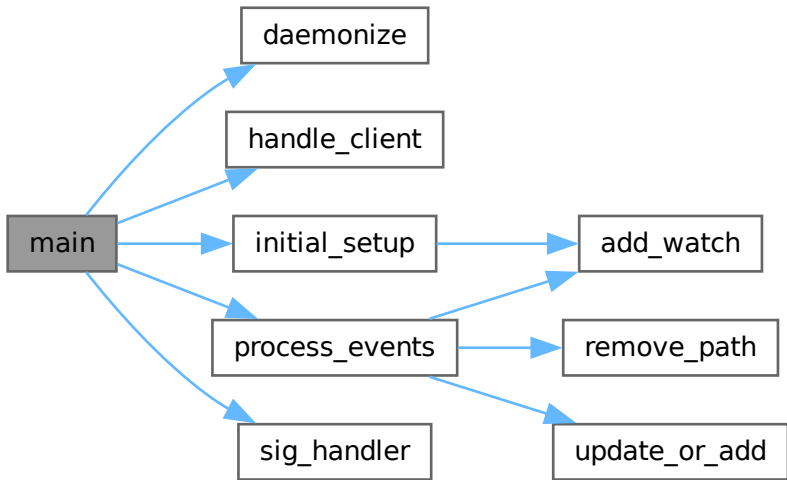 daemonize
handle_client
main
initial_setup
add_watch
process_events
remove_path
sig_handler
update_or_add